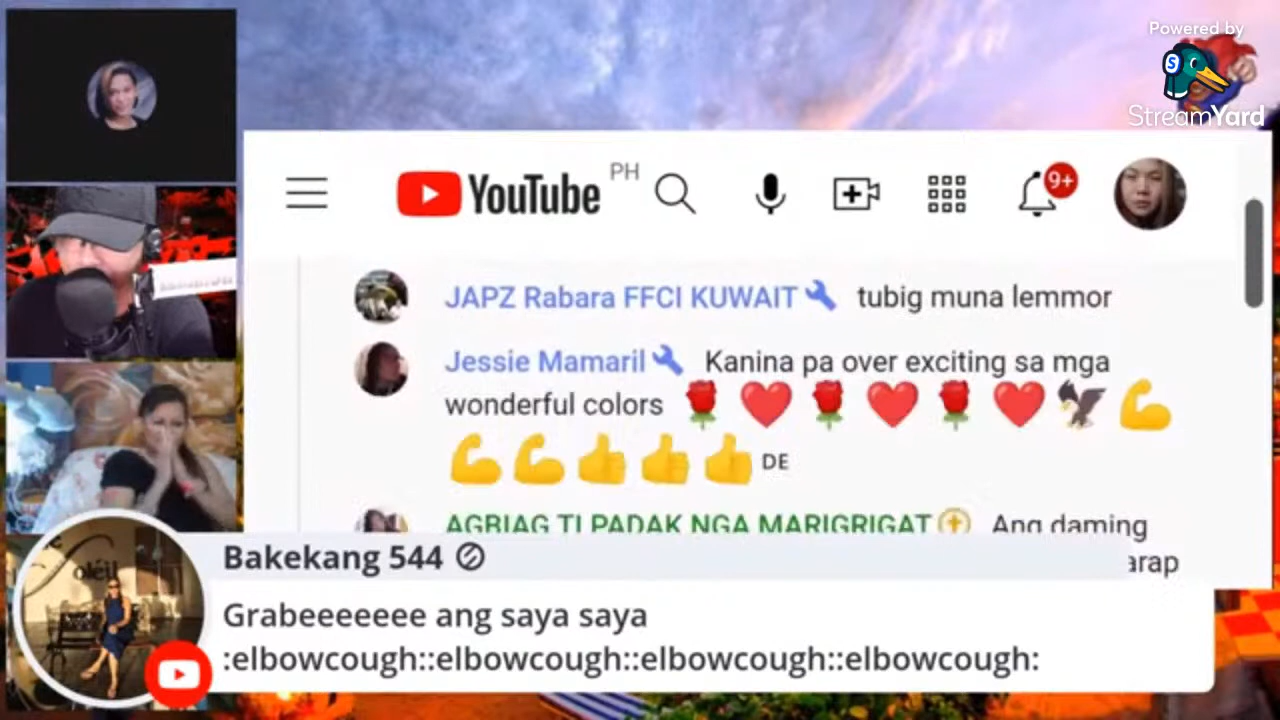 Powered by
StreamYard
YouTube PH
9+
JAPZ Rabara FFCI KUWAIT tubig muna lemmor
Jessie Mamaril Kanina pa over exciting sa mga
wonderful colors 🌹 ❤️ 🌹 ❤️ 🌹 ❤️ 🦅 💪
💪 💪 👍 👍 👍 DE
AGBIAG TI PADAK NGA MARIGRIGAT Ang daming
arap
Bakekang 544
Grabeeeeeee ang saya saya
:elbowcough::elbowcough::elbowcough::elbowcough: